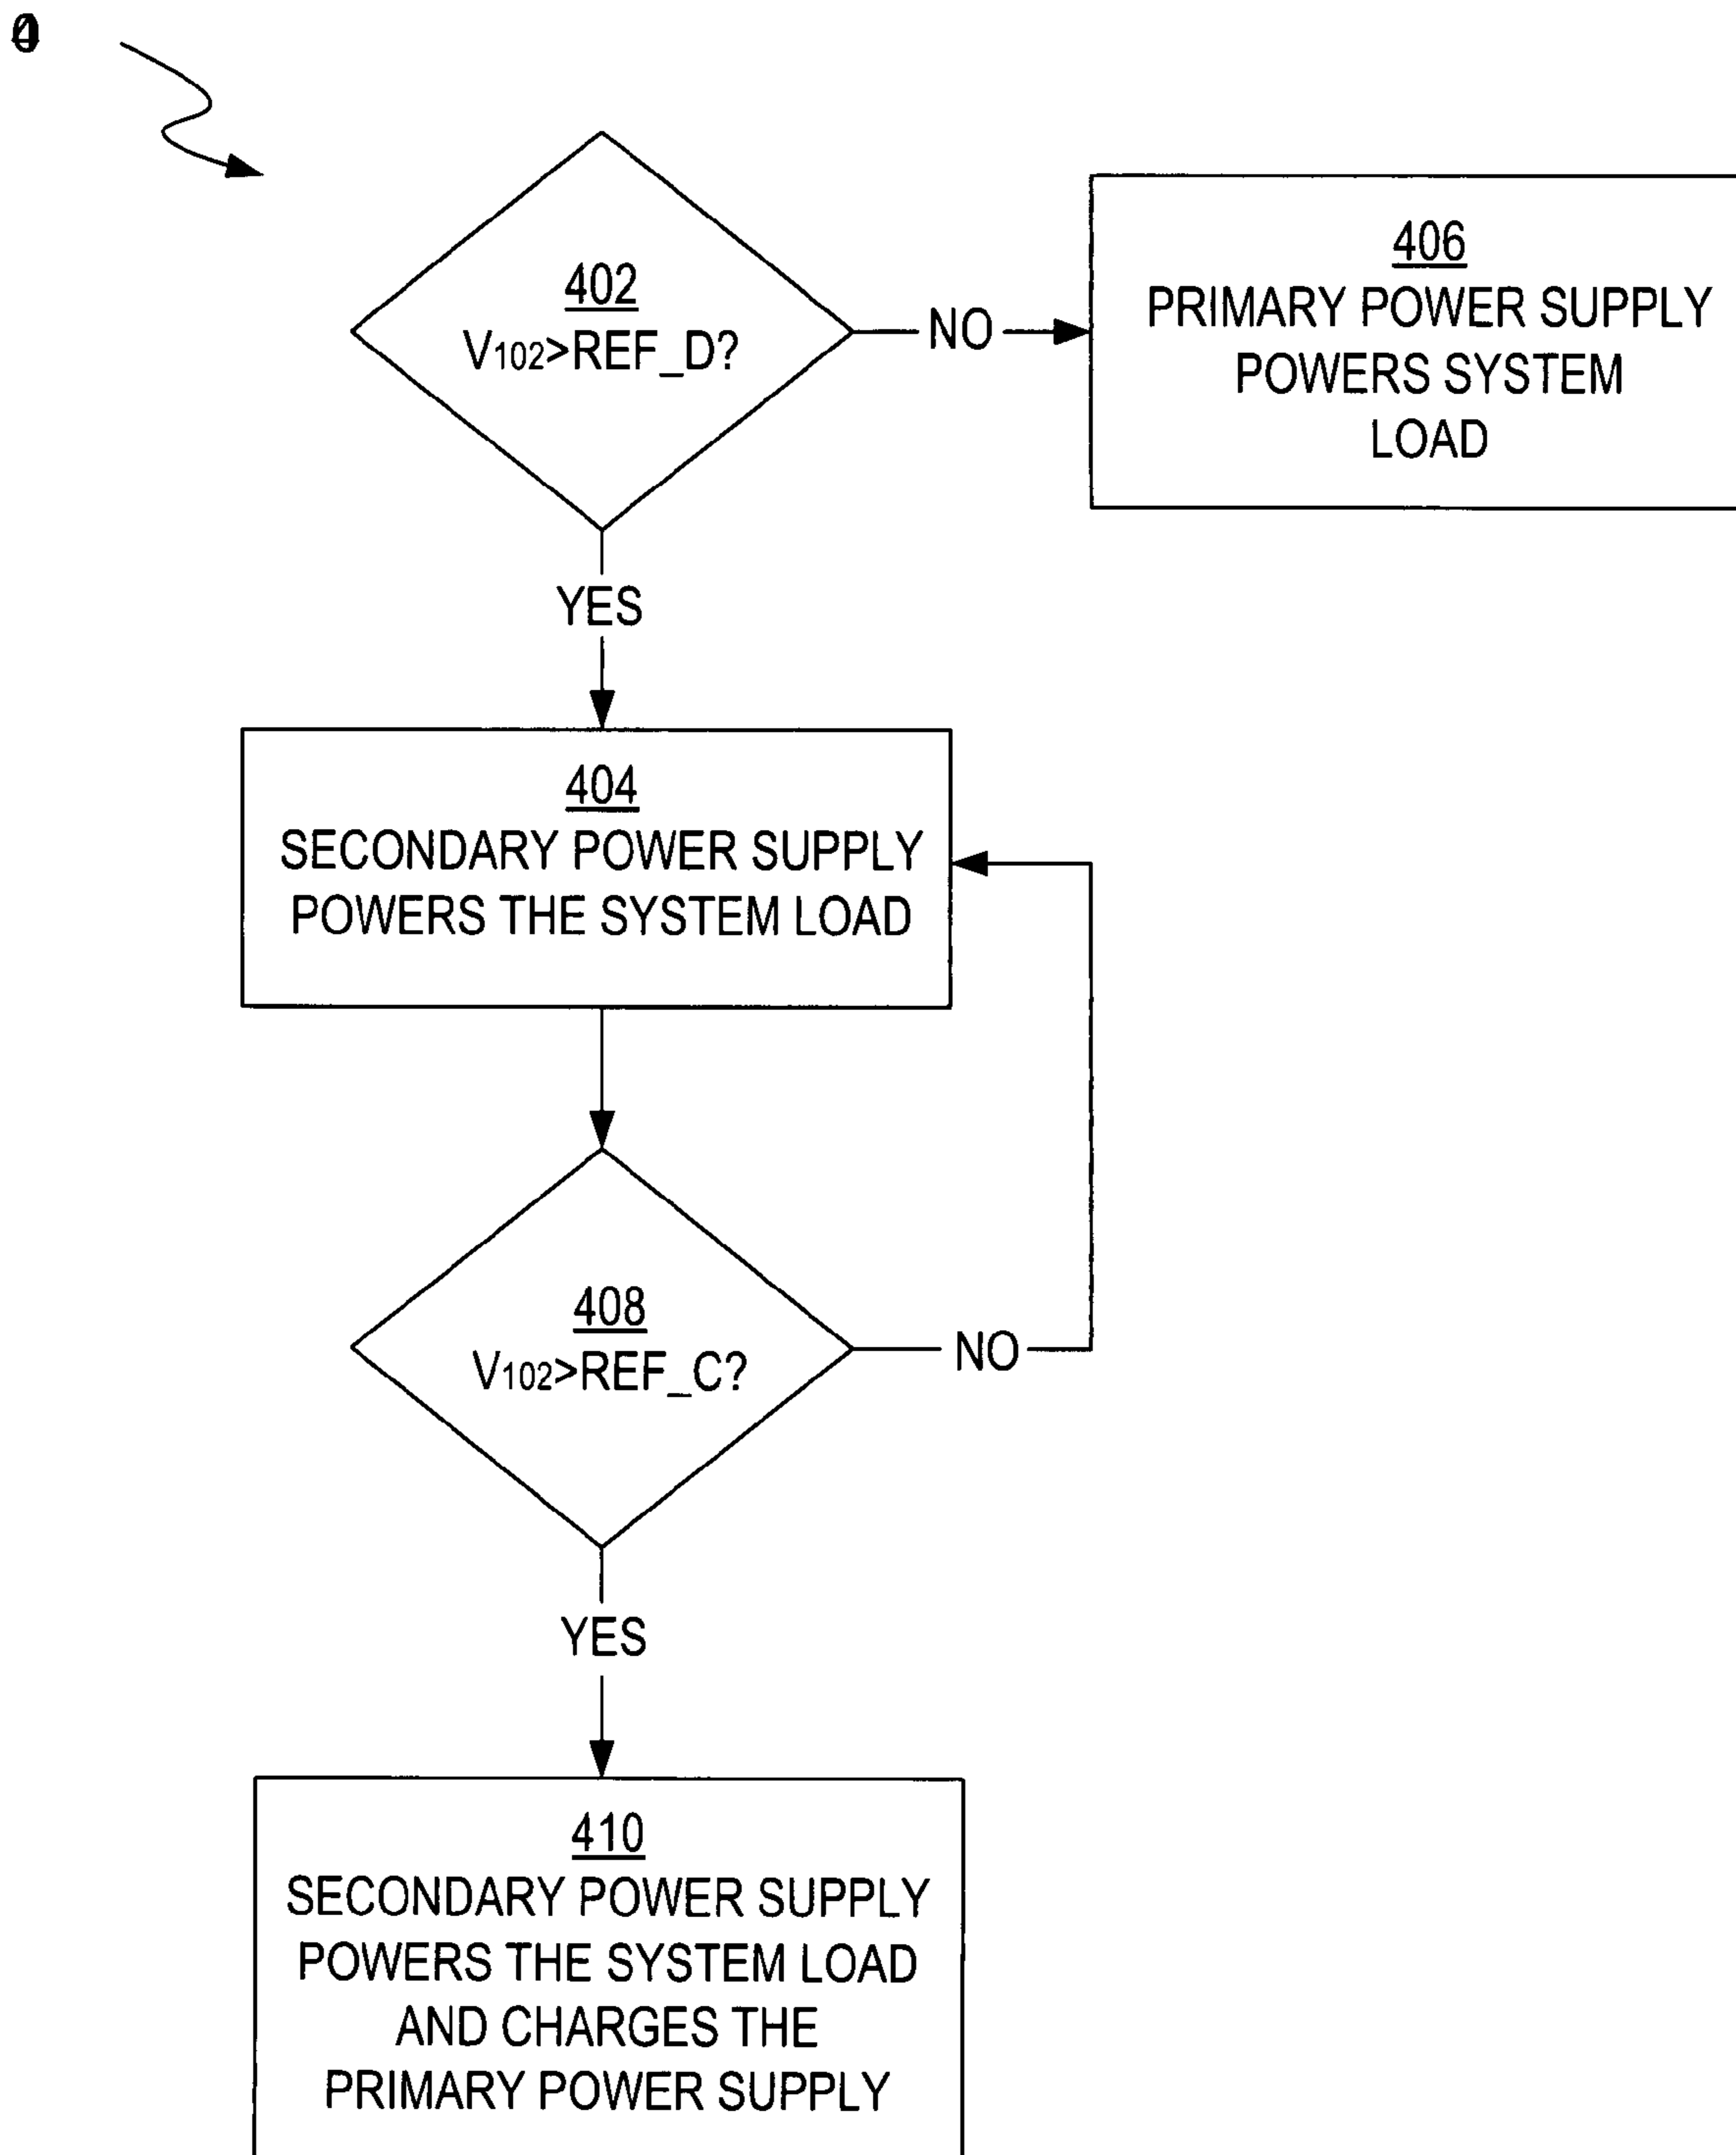 402
V102>REF_D?
NO
406
PRIMARY POWER SUPPLY
POWERS SYSTEM
LOAD
YES
404
SECONDARY POWER SUPPLY
POWERS THE SYSTEM LOAD
408
V102>REF_C?
NO
YES
410
SECONDARY POWER SUPPLY
POWERS THE SYSTEM LOAD
AND CHARGES THE
PRIMARY POWER SUPPLY